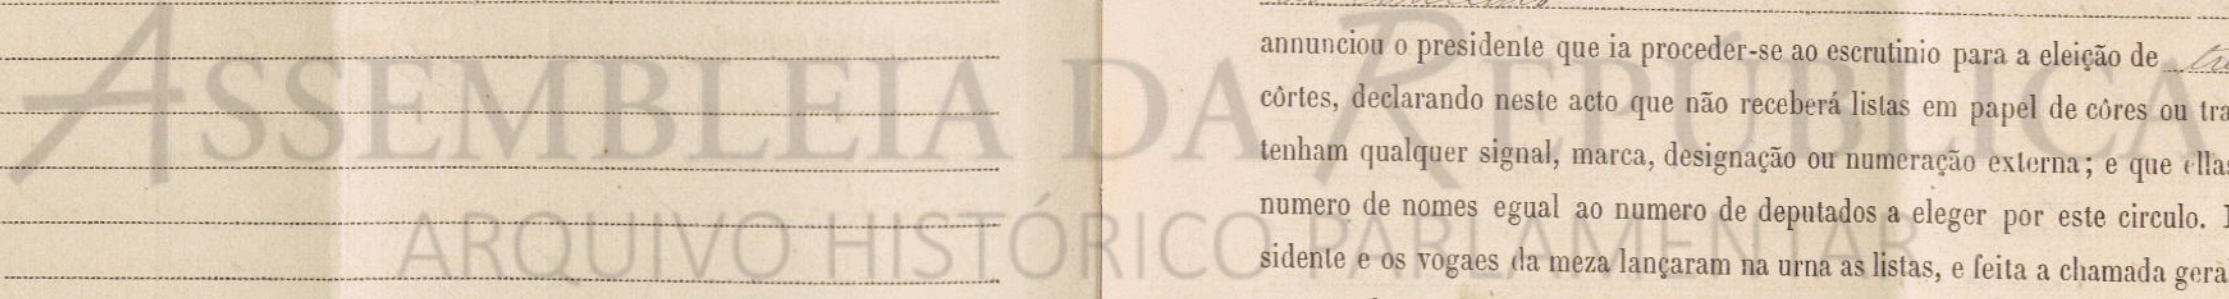 annunciou o presidente que ia proceder-se ao escrutinio para a eleição de
côrtes, declarando neste acto que não receberá listas em papel de côres ou tra
tenham qualquer signal, marca, designação ou numeração externa; e que ellas
numero de nomes egual ao numero de deputados a eleger por este circulo.
sidente e os vogaes da meza lançaram na urna as listas, e feita a chamada gera
ASSEMBLEIA DA REPÚBLICA
ARQUIVO HISTÓRICO PARLAMENTAR